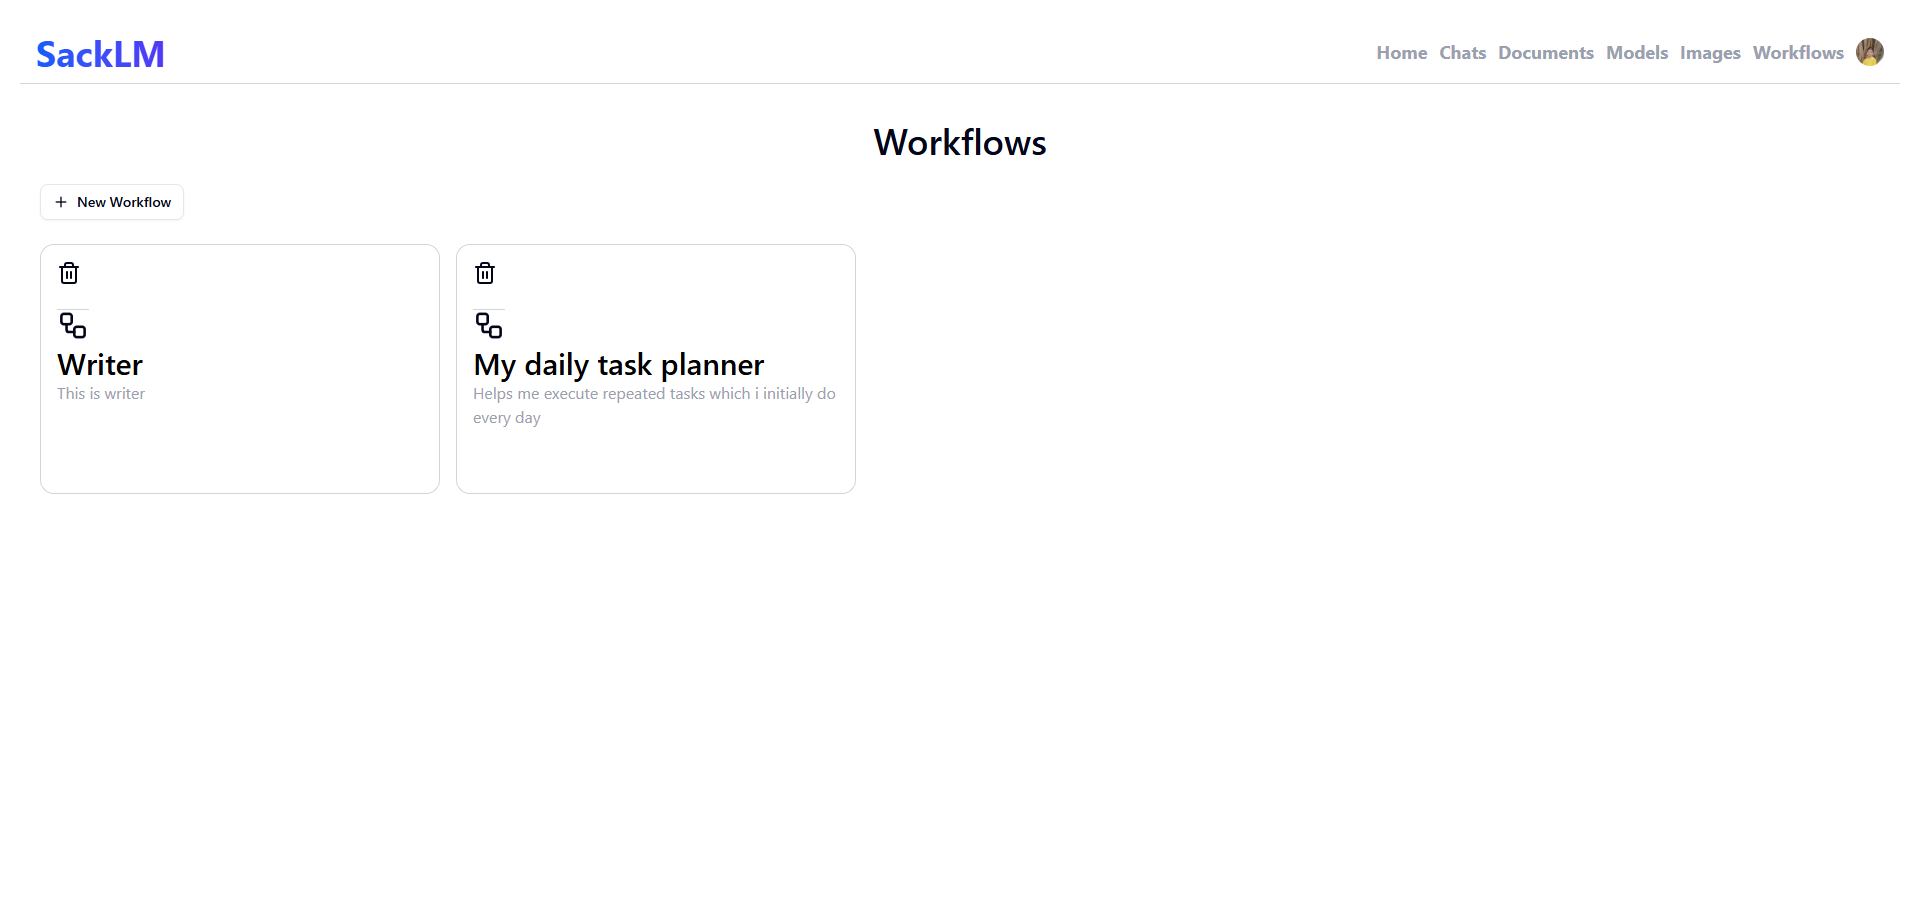 SackLM
Home Chats Documents Models Images Workflows
Workflows
New Workflow
Writer
This is writer
My daily task planner
Helps me execute repeated tasks which i initially do
every day